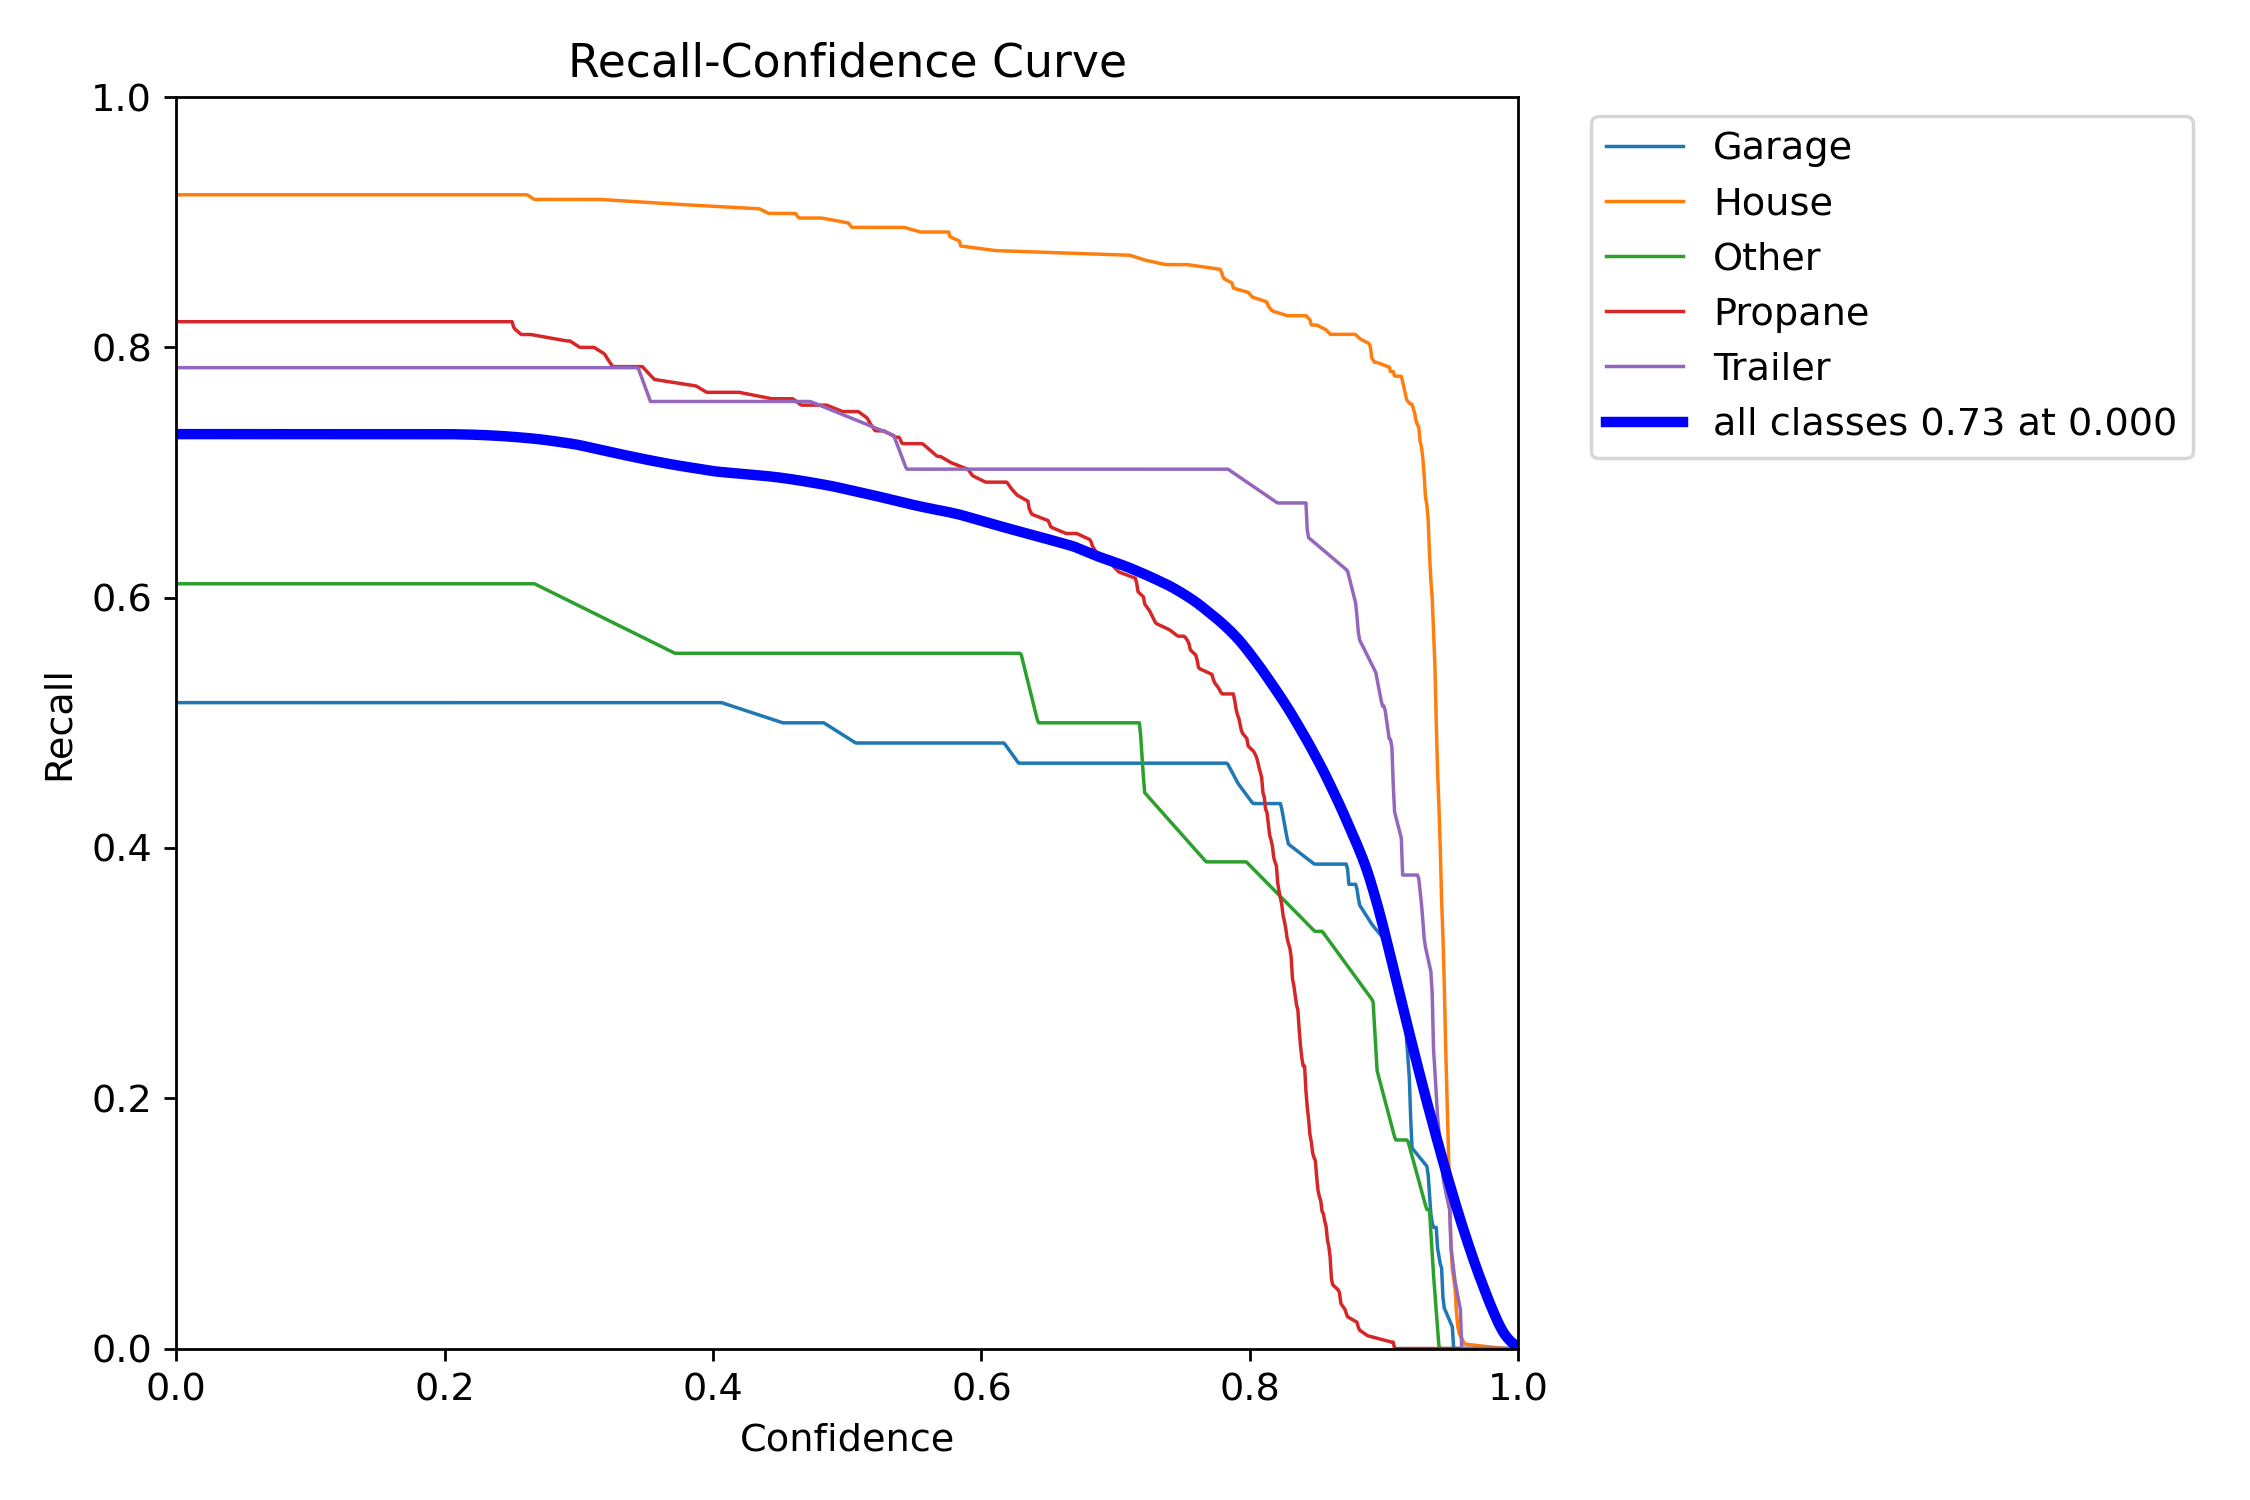 Recall-Confidence Curve
1.0
0.8
0.6
0.4
0.2
0.0
Recall
0.0 0.2 0.4 0.6 0.8 1.0
Confidence
Garage
House
Other
Propane
Trailer
all classes 0.73 at 0.000